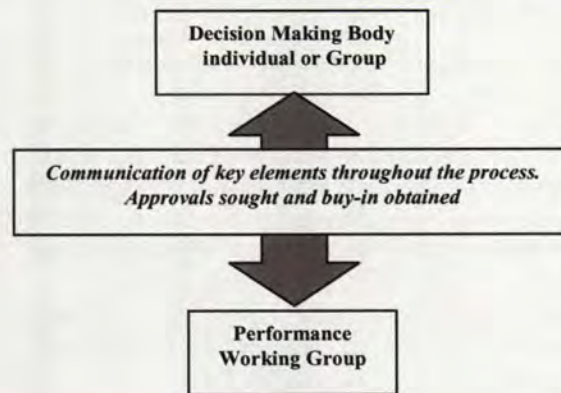 Decision Making Body
individual or Group
Communication of key elements throughout the process.
Approvals sought and buy-in obtained
Performance
Working Group